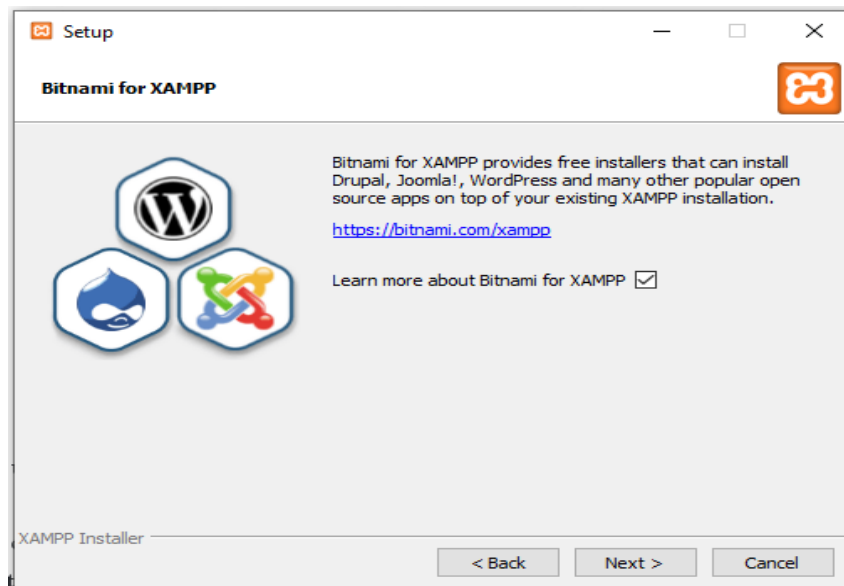 Setup
Bitnami for XAMPP
Bitnami for XAMPP provides free installers that can install
Drupal, Joomla!, WordPress and many other popular open
source apps on top of your existing XAMPP installation.
https://bitnami.com/xampp
Learn more about Bitnami for XAMPP
XAMPP Installer
< Back
Next >
Cancel